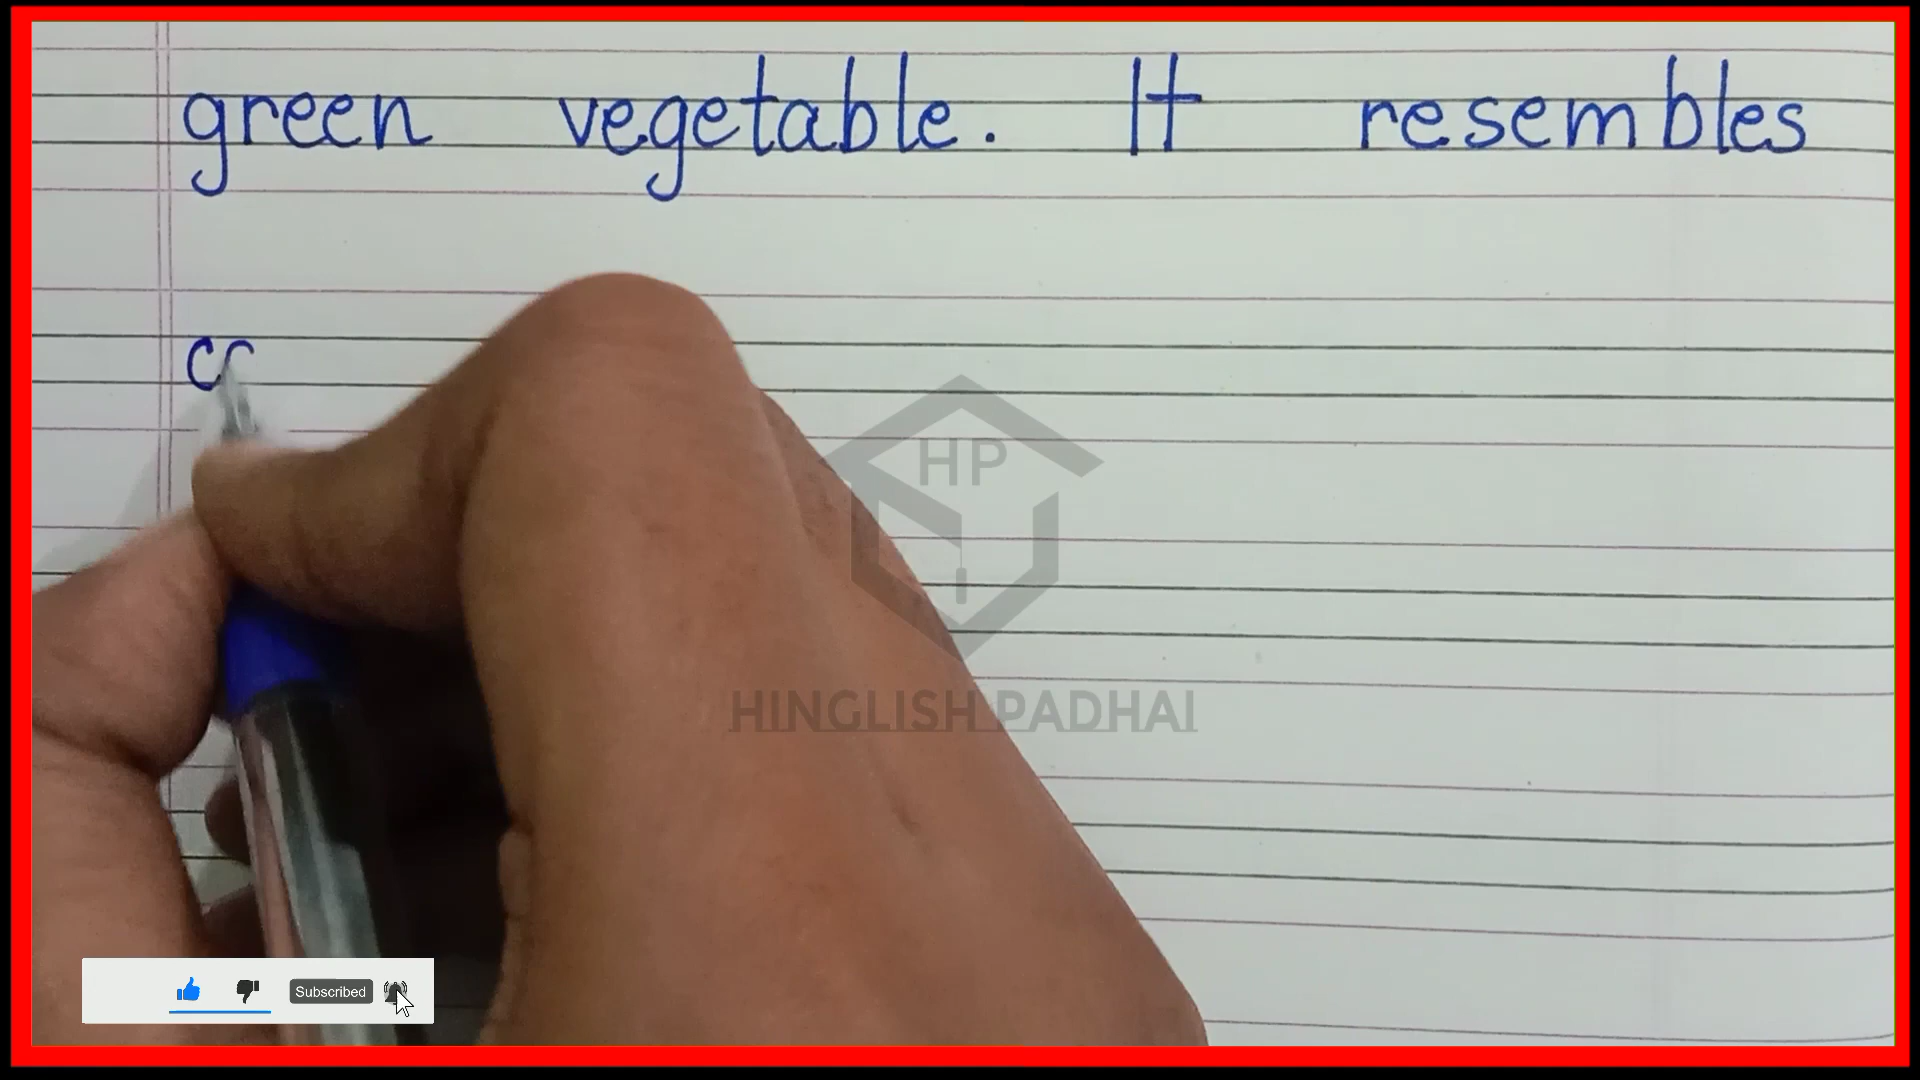 green vegetable. It resembles
HP
I
HINGLISH PADHAI
Subscribed